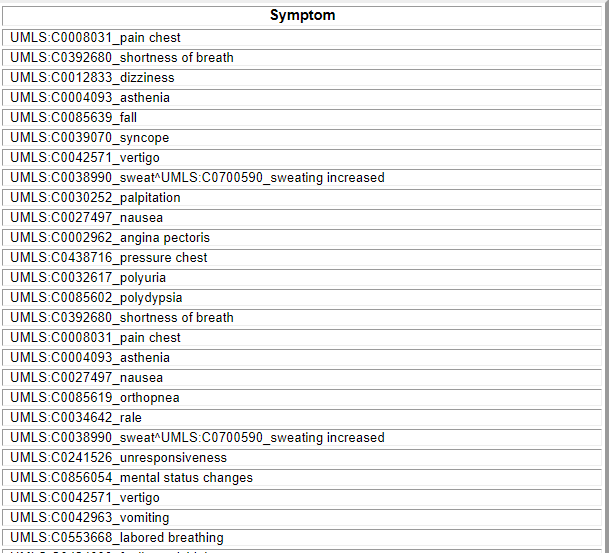 Symptom
UMLS:C0008031_pain chest
UMLS:C0392680_shortness of breath
UMLS:C0012833_dizziness
UMLS:C0004093_asthenia
UMLS:C0085639_fall
UMLS:C0039070_syncope
UMLS:C0042571_vertigo
UMLS:C0038990_sweat^UMLS:C0700590_sweating increased
UMLS:C0030252_palpitation
UMLS:C0027497_nausea
UMLS:C0002962_angina pectoris
UMLS:C0438716_pressure chest
UMLS:C0032617_polyuria
UMLS:C0085602_polydypsia
UMLS:C0392680_shortness of breath
UMLS:C0008031_pain chest
UMLS:C0004093_asthenia
UMLS:C0027497_nausea
UMLS:C0085619_orthopnea
UMLS:C0034642_rale
UMLS:C0038990_sweat^UMLS:C0700590_sweating increased
UMLS:C0241526_unresponsiveness
UMLS:C0856054_mental status changes
UMLS:C0042571_vertigo
UMLS:C0042963_vomiting
UMLS:C0553668_labored breathing